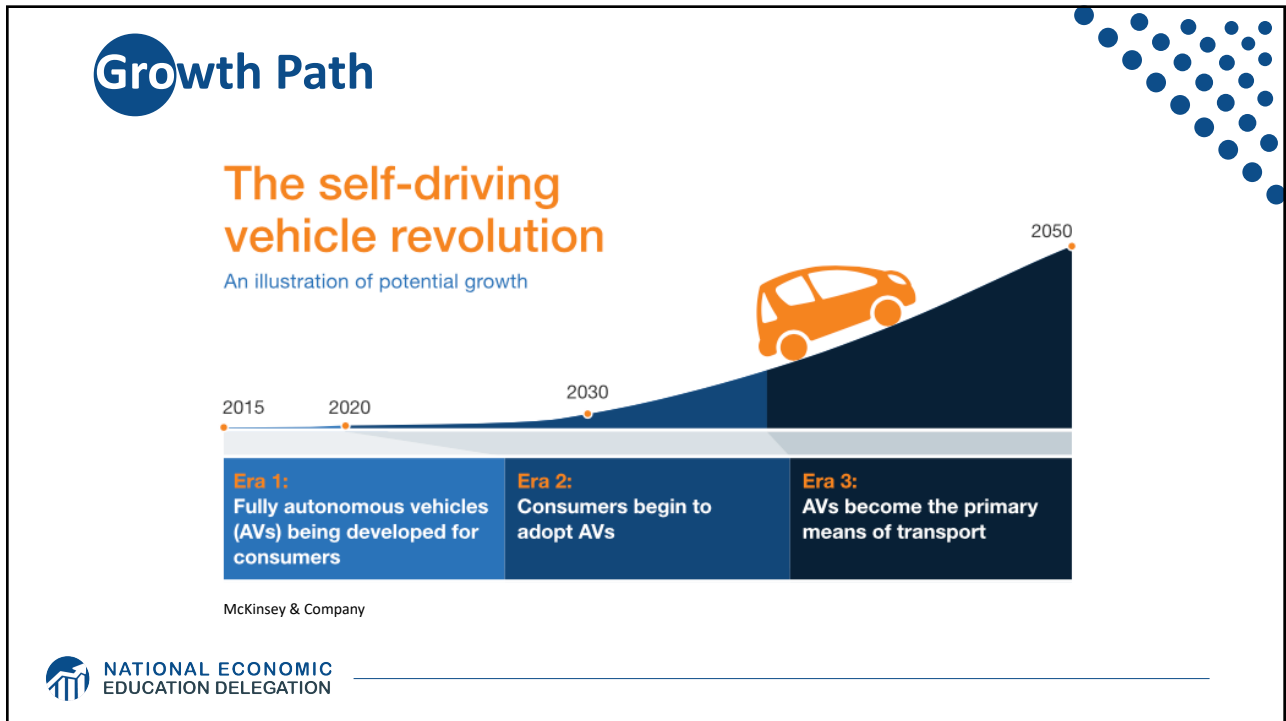 Growth Path
The self-driving
vehicle revolution
An illustration of potential growth
2015
2020
2030
2050
Era 1:
Fully autonomous vehicles
(AVs) being developed for
consumers
Era 2:
Consumers begin to
adopt AVs
Era 3:
AVs become the primary
means of transport
McKinsey & Company
NATIONAL ECONOMIC
EDUCATION DELEGATION